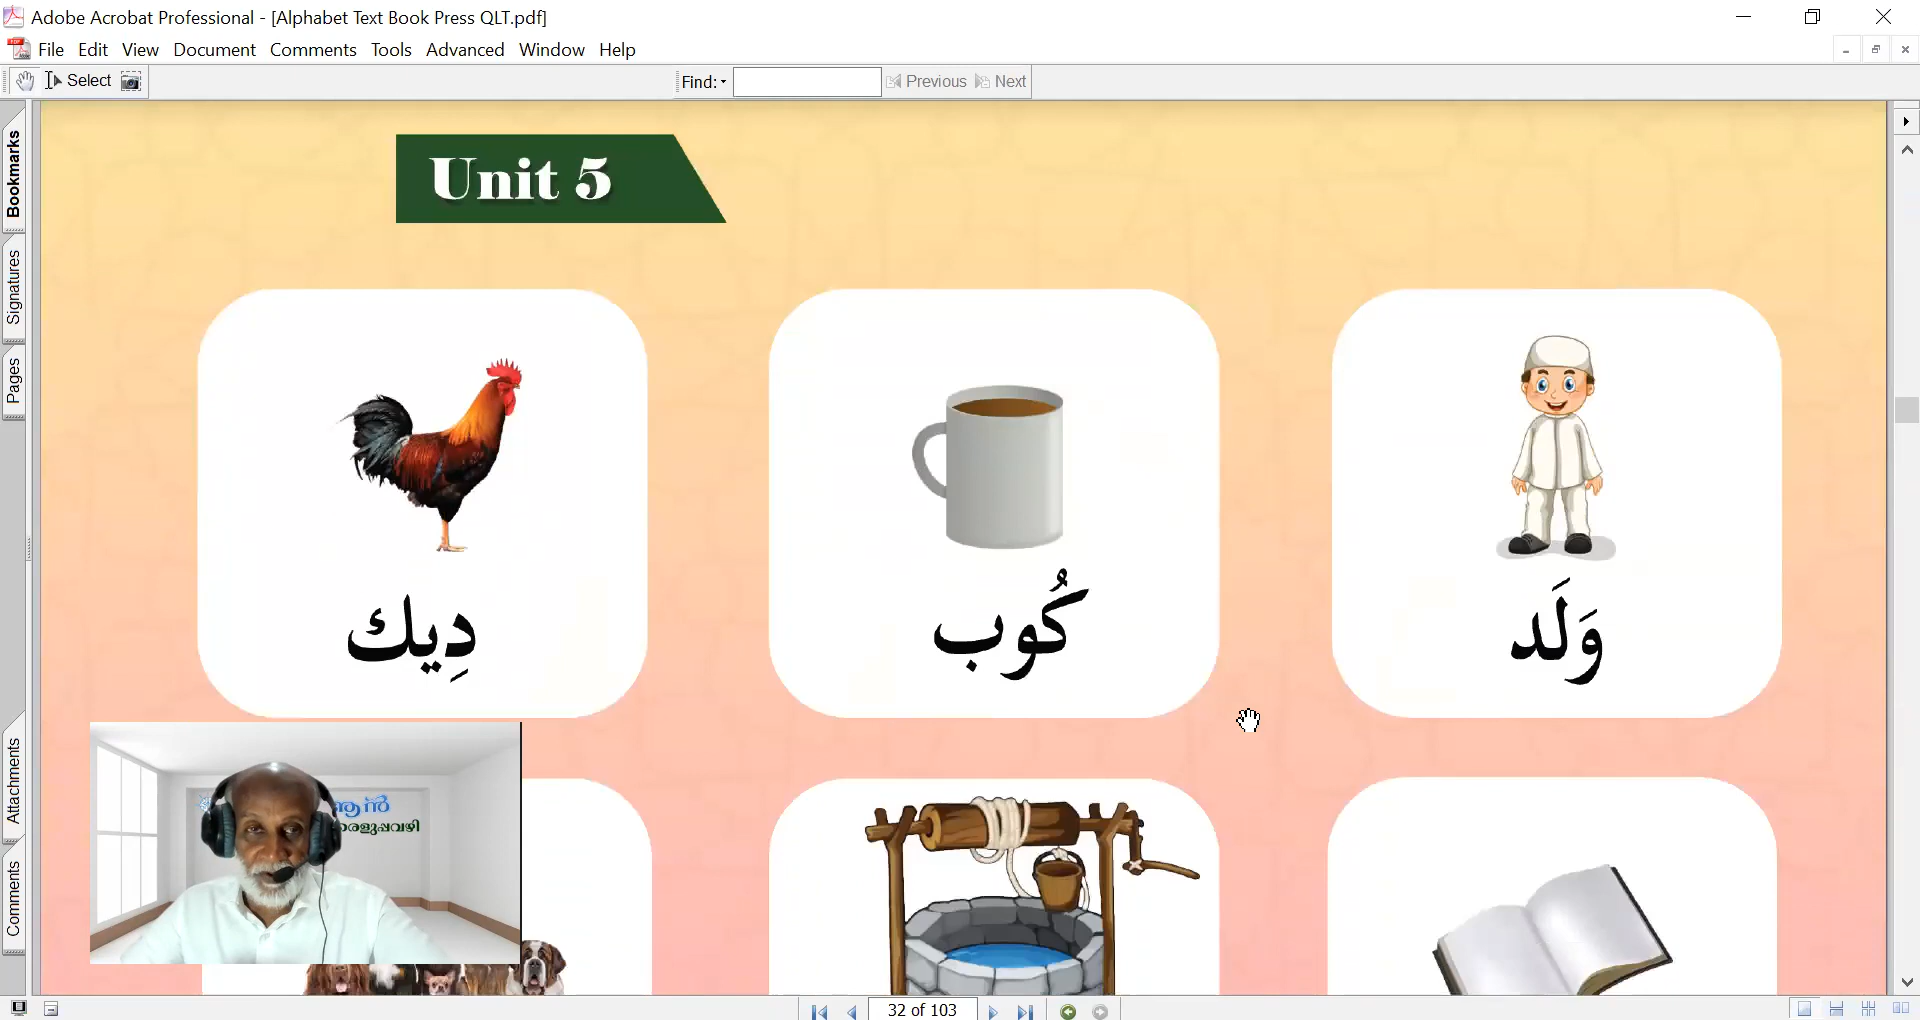 Adobe Acrobat Professional - [Alphabet Text Book Press QLT.pdf]
File Edit View Document Comments Tools Advanced Window Help
Select Find: Previous Next
Bookmarks
Signatures
Pages
Attachments
Comments
Unit 5
وَلَد
كُوب
دِيك
32 of 103